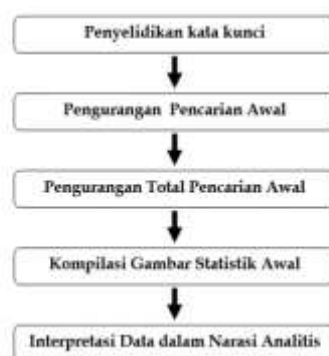 Penyelidikan kata kunci
Pengurangan Pencarian Awal
Pengurangan Total Pencarian Awal
Kompilasi Gambar Statistik Awal
Interpretasi Data dalam Narasi Analitis